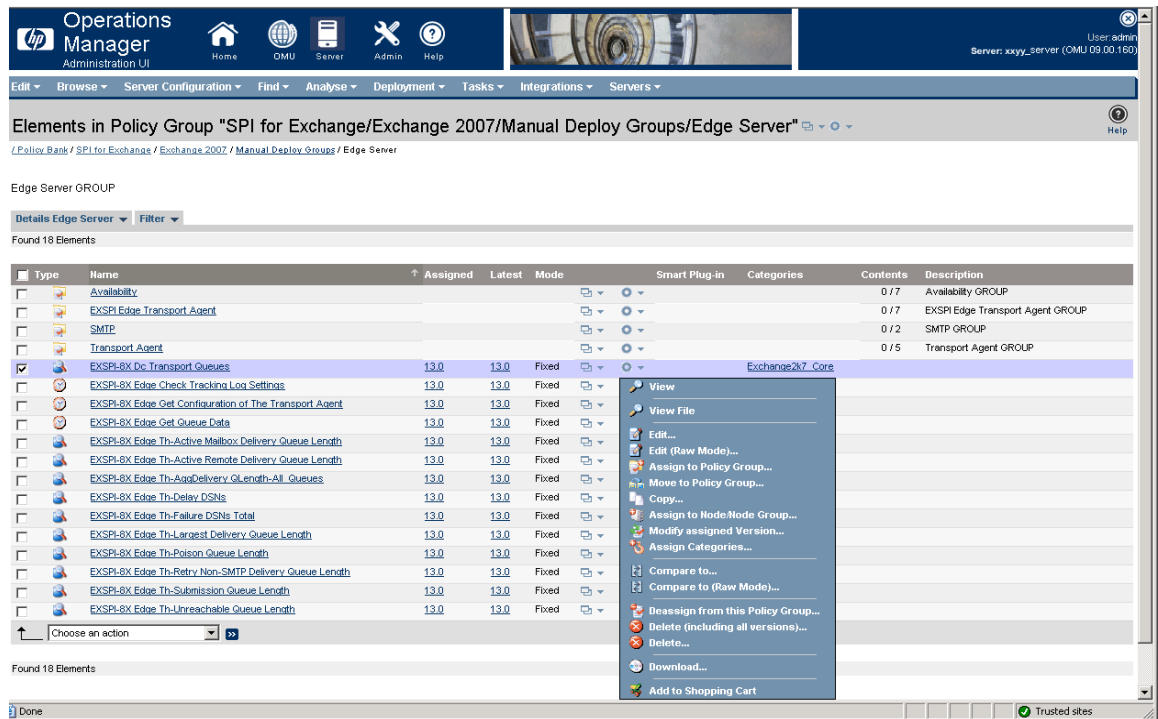 Operations
Manager
Administration UI
hp
Home OMU Server Admin Help
User: admin
Server: xxyy_server (OMU 09.00.160)
Edit Browse Server Configuration Find Analyse Deployment Tasks Integrations Servers
Elements in Policy Group "SPI for Exchange/Exchange 2007/Manual Deploy Groups/Edge Server"
Help
/ Policy Bank / SPI for Exchange / Exchange 2007 / Manual Deploy Groups / Edge Server
Edge Server GROUP
Details Edge Server Filter
Found 18 Elements
Type Name Assigned Latest Mode Smart Plug-in Categories Contents Description
Availability 0 / 7 Availability GROUP
EXSPI Edge Transport Agent 0 / 7 EXSPI Edge Transport Agent GROUP
SMTP 0 / 2 SMTP GROUP
Transport Agent 0 / 5 Transport Agent GROUP
EXSPI-8X Dc Transport Queues 13.0 13.0 Fixed Exchange2k7_Core
EXSPI-8X Edge Check Tracking Log Settings 13.0 13.0 Fixed
EXSPI-8X Edge Get Configuration of The Transport Agent 13.0 13.0 Fixed
EXSPI-8X Edge Get Queue Data 13.0 13.0 Fixed
EXSPI-8X Edge Th-Active Mailbox Delivery Queue Length 13.0 13.0 Fixed
EXSPI-8X Edge Th-Active Remote Delivery Queue Length 13.0 13.0 Fixed
EXSPI-8X Edge Th-AggDelivery QLength-All_Queues 13.0 13.0 Fixed
EXSPI-8X Edge Th-Delay DSNs 13.0 13.0 Fixed
EXSPI-8X Edge Th-Failure DSNs Total 13.0 13.0 Fixed
EXSPI-8X Edge Th-Largest Delivery Queue Length 13.0 13.0 Fixed
EXSPI-8X Edge Th-Poison Queue Length 13.0 13.0 Fixed
EXSPI-8X Edge Th-Retry Non-SMTP Delivery Queue Length 13.0 13.0 Fixed
EXSPI-8X Edge Th-Submission Queue Length 13.0 13.0 Fixed
EXSPI-8X Edge Th-Unreachable Queue Length 13.0 13.0 Fixed
View
View File
Edit...
Edit (Raw Mode)...
Assign to Policy Group...
Move to Policy Group...
Copy...
Assign to Node/Node Group...
Modify assigned Version...
Assign Categories...
Compare to...
Compare to (Raw Mode)...
Deassign from this Policy Group...
Delete (including all versions)...
Delete...
Download...
Add to Shopping Cart
Choose an action
Found 18 Elements
Done Trusted sites